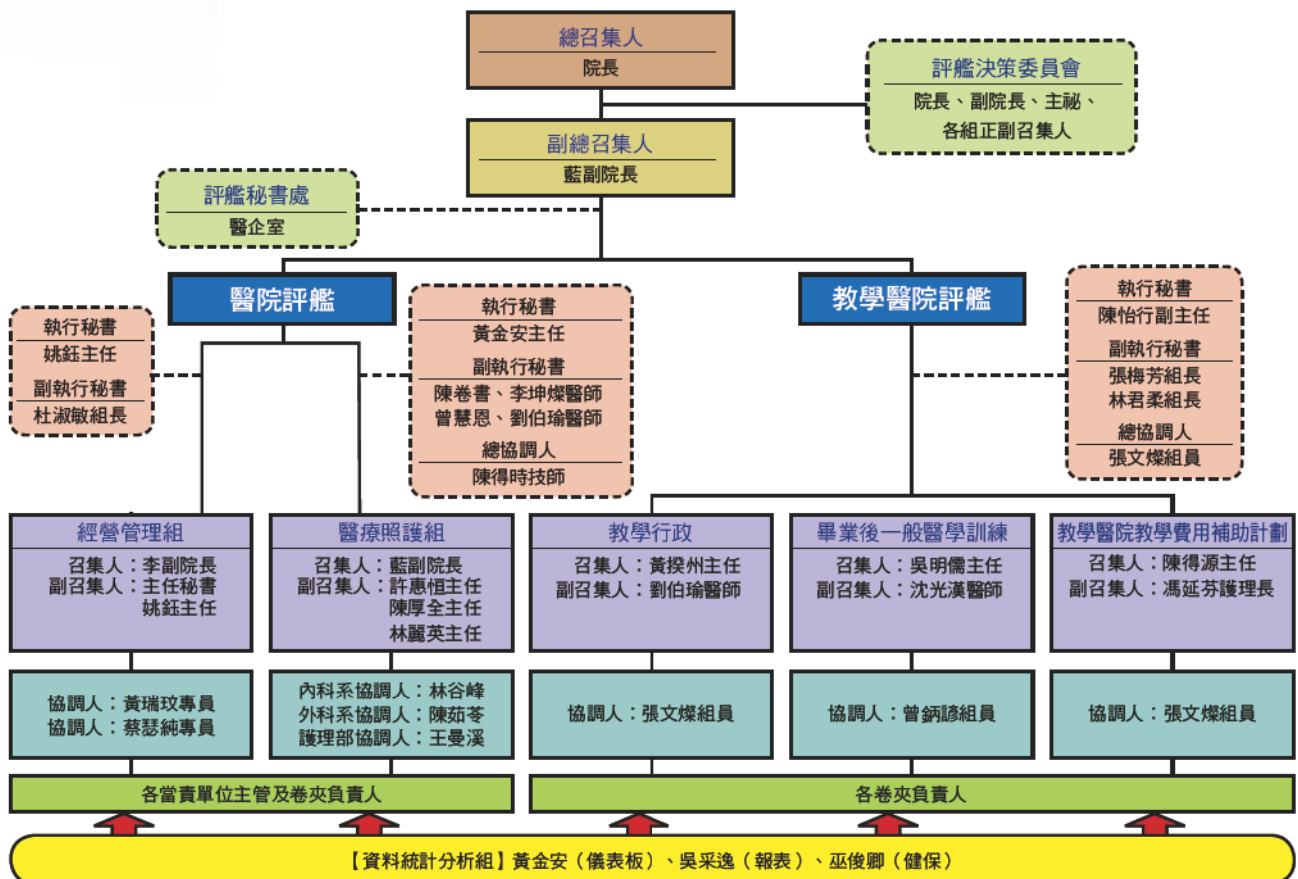 總召集人
院長
評鑑決策委員會
院長、副院長、主祕、
各組正副召集人
副總召集人
藍副院長
評鑑秘書處
醫企室
醫院評鑑
教學醫院評鑑
執行秘書
姚鈺主任
副執行秘書
杜淑敏組長
執行秘書
黃金安主任
副執行秘書
陳卷書、李坤燦醫師
曾慧恩、劉伯瑜醫師
總協調人
陳得時技師
執行秘書
陳怡行副主任
副執行秘書
張梅芳組長
林君柔組長
總協調人
張文燦組員
經營管理組
召集人：李副院長
副召集人：主任秘書
姚鈺主任
醫療照護組
召集人：藍副院長
副召集人：許惠恒主任
陳厚全主任
林麗英主任
教學行政
召集人：黃揆州主任
副召集人：劉伯瑜醫師
畢業後一般醫學訓練
召集人：吳明儒主任
副召集人：沈光漢醫師
教學醫院教學費用補助計劃
召集人：陳得源主任
副召集人：馮延芬護理長
協調人：黃瑞玟專員
協調人：蔡瑟純專員
內科系協調人：林谷峰
外科系協調人：陳茹苓
護理部協調人：王曼溪
協調人：張文燦組員
協調人：曾鈵諺組員
協調人：張文燦組員
各當責單位主管及卷夾負責人
各卷夾負責人
【資料統計分析組】黃金安（儀表板）、吳采逸（報表）、巫俊卿（健保）